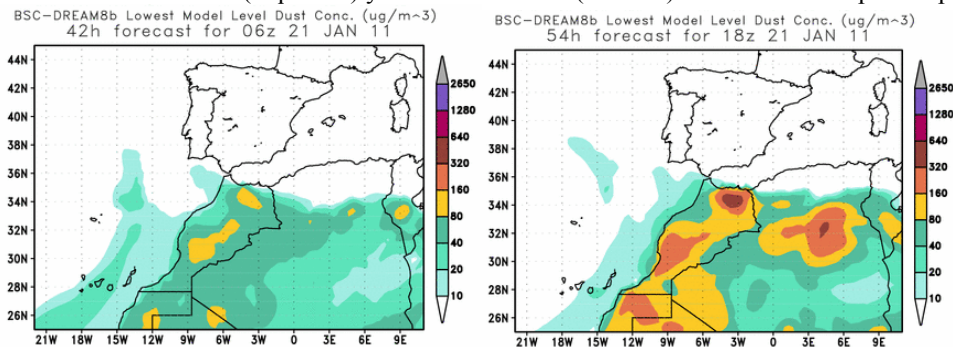 BSC-DREAM8b Lowest Model Level Dust Conc. (ug/m^3)
42h forecast for 06z 21 JAN 11
44N
42N
40N
38N
36N
34N
32N
30N
28N
26N
21W 18W 15W 12W 9W 6W 3W 0 3E 6E 9E
2650
1280
640
320
160
80
40
20
10
BSC-DREAM8b Lowest Model Level Dust Conc. (ug/m^3)
54h forecast for 18z 21 JAN 11
44N
42N
40N
38N
36N
34N
32N
30N
28N
26N
21W 18W 15W 12W 9W 6W 3W 0 3E 6E 9E
2650
1280
640
320
160
80
40
20
10